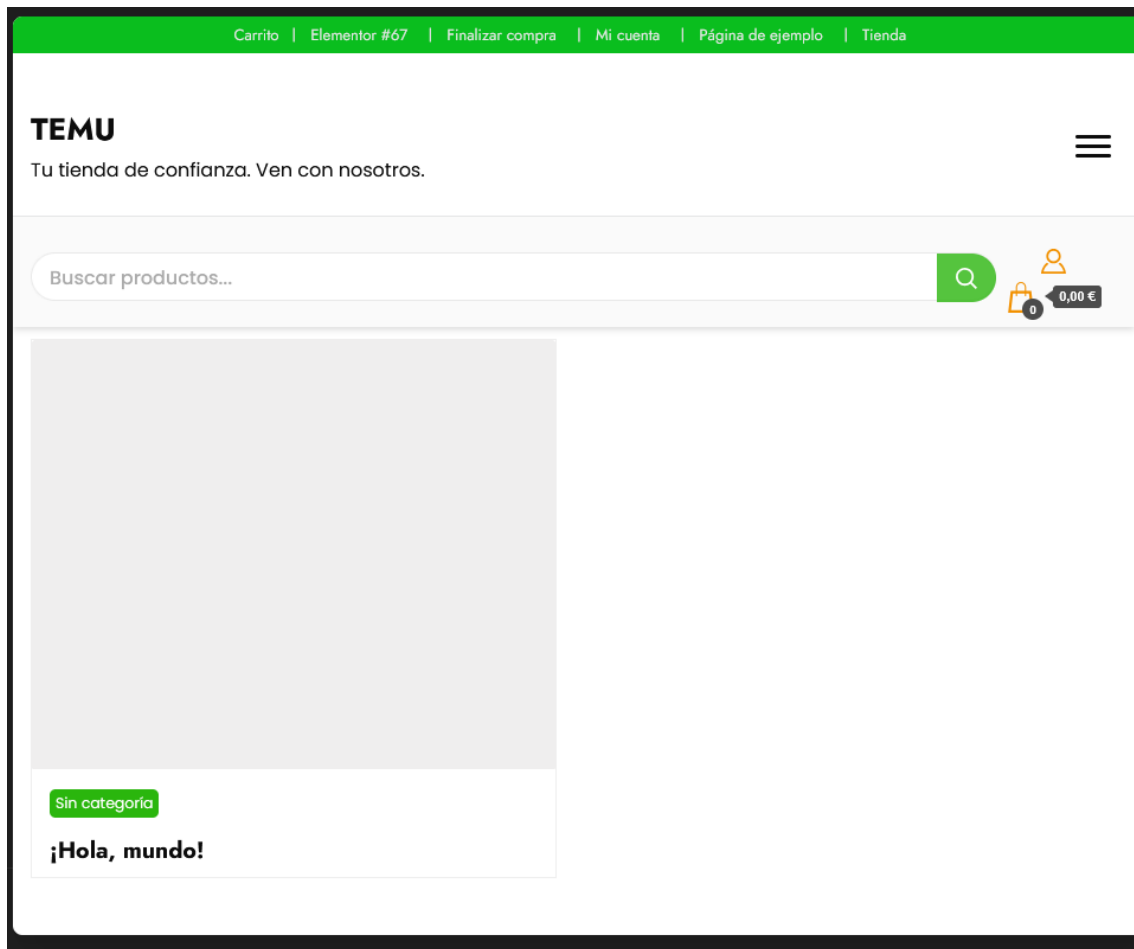 Carrito | Elementor #67 | Finalizar compra | Mi cuenta | Página de ejemplo | Tienda
TEMU
Tu tienda de confianza. Ven con nosotros.
Buscar productos...
0,00 €
0
Sin categoría
¡Hola, mundo!